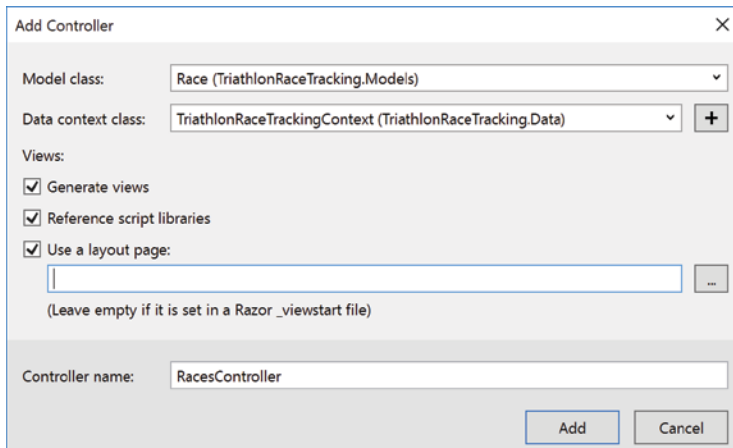 Add Controller
Model class: Race (TriathlonRaceTracking.Models)
Data context class: TriathlonRaceTrackingContext (TriathlonRaceTracking.Data) +
Views:
Generate views
Reference script libraries
Use a layout page:
...
(Leave empty if it is set in a Razor _viewstart file)
Controller name: RacesController
Add Cancel